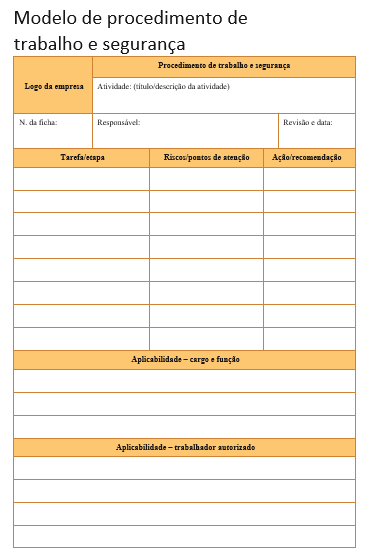 Modelo de procedimento de
trabalho e segurança
Logo da empresa
Procedimento de trabalho e segurança
Atividade: (título/descrição da atividade)
N. da ficha:
Responsável:
Revisão e data:
Tarefa/etapa
Riscos/pontos de atenção
Ação/recomendação
Aplicabilidade – cargo e função
Aplicabilidade – trabalhador autorizado